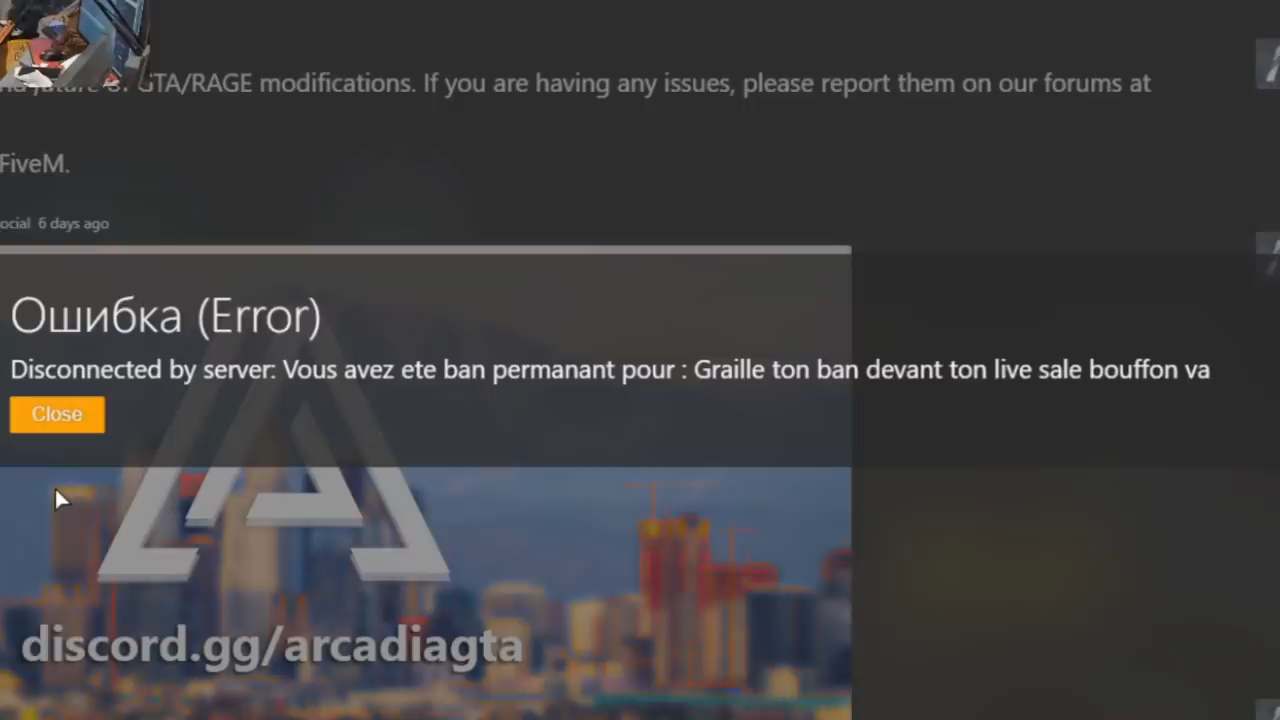 GTA/RAGE modifications. If you are having any issues, please report them on our forums at
FiveM.
6 days ago
Ошибка (Error)
Disconnected by server: Vous avez ete ban permanant pour : Graille ton ban devant ton live sale bouffon va
Close
discord.gg/arcadiagta